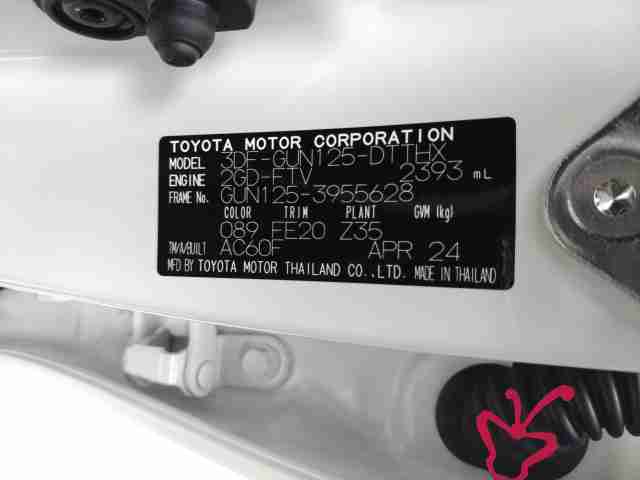 TOYOTA MOTOR CORPORATION
MODEL 3DF-GUN125-DTTHX
ENGINE 2GD-FTV 2393 mL
FRAME No. GUN125-3955628
COLOR TRIM PLANT GVM (kg)
089 FE20 Z35
TM/A/BUILT AC60F APR 24
MFD BY TOYOTA MOTOR THAILAND CO.,LTD. MADE IN THAILAND